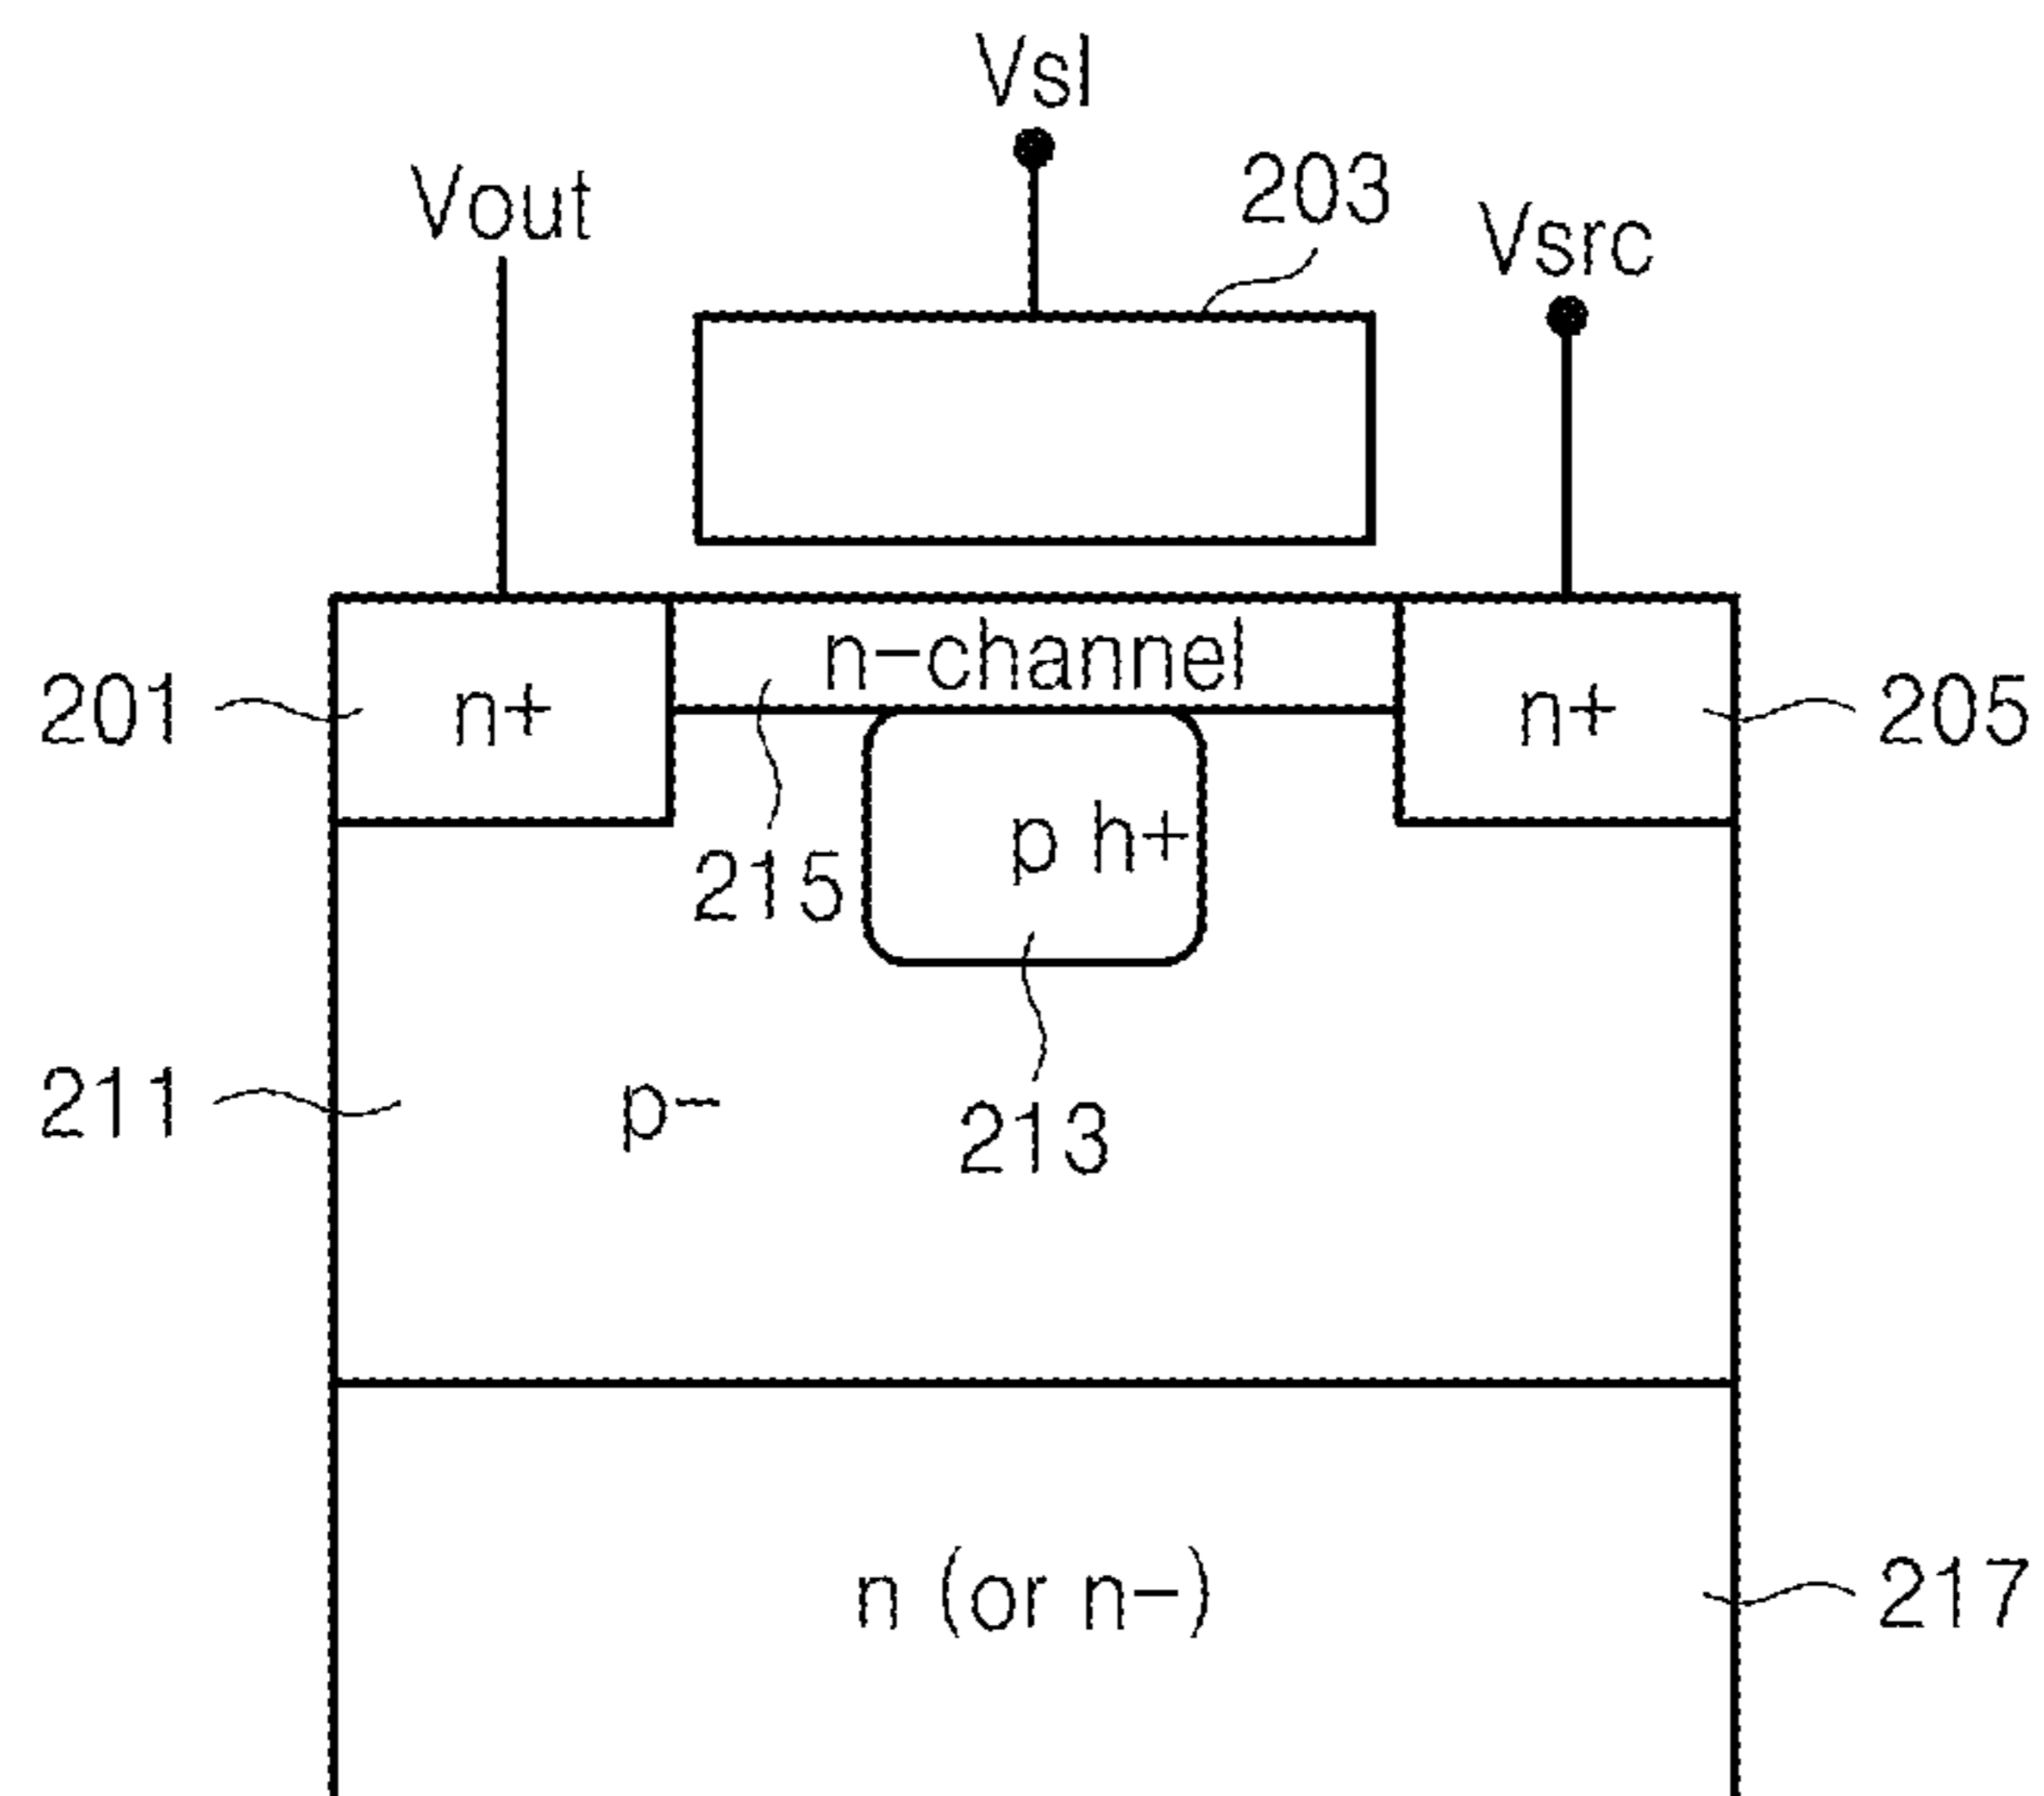 Vsl
Vout
203
Vsrc
n-channel
201
n+
n+
205
215
p h+
211
p-
213
n (or n-)
217